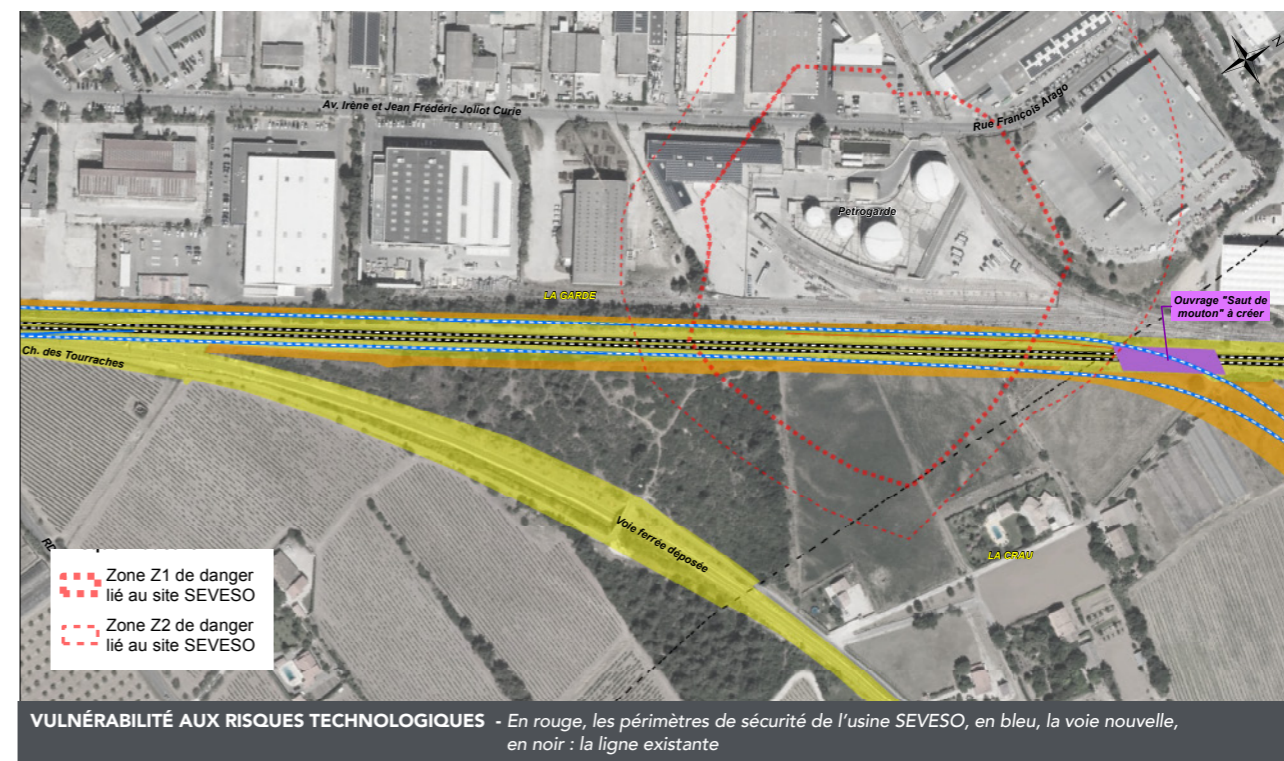 N
Av. Irène et Jean Frédéric Joliot Curie
Rue François Arago
Petrogarde
LA GARDE
Ouvrage "Saut de
mouton" à créer
Ch. des Tourraches
Voie ferrée déposée
LA CRAU
Zone Z1 de danger
lié au site SEVESO
Zone Z2 de danger
lié au site SEVESO
VULNÉRABILITÉ AUX RISQUES TECHNOLOGIQUES - En rouge, les périmètres de sécurité de l'usine SEVESO, en bleu, la voie nouvelle,
en noir : la ligne existante